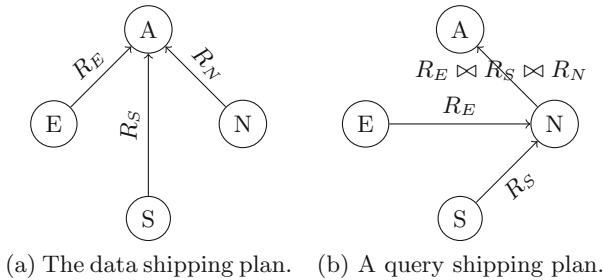 A
A
R_E
R_N
R_E ⋈ R_S ⋈ R_N
R_S
R_E
E
N
E
N
R_S
S
S
(a) The data shipping plan.
(b) A query shipping plan.